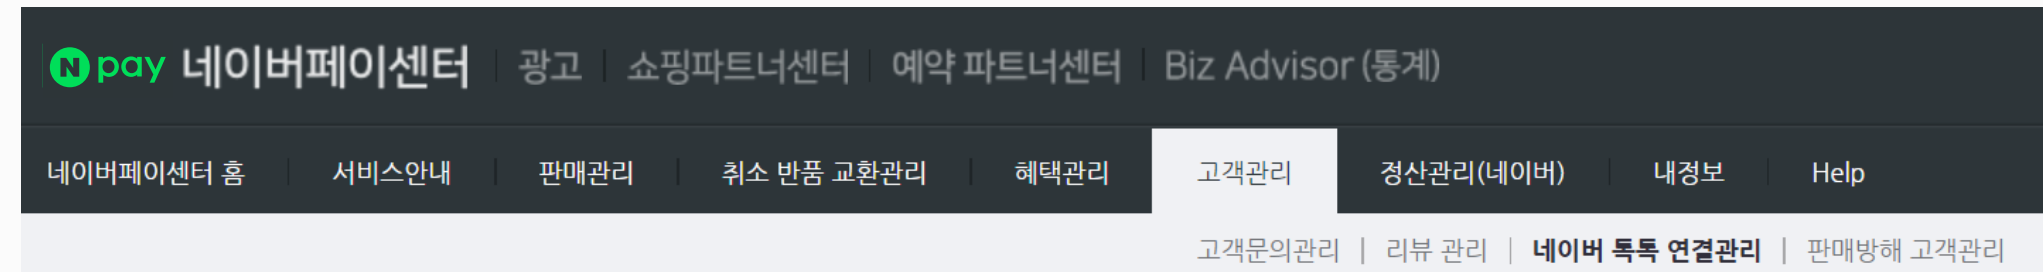 N pay 네이버페이센터 광고 쇼핑파트너센터 예약 파트너센터 Biz Advisor (통계)
네이버페이센터 홈 서비스안내 판매관리 취소 반품 교환관리 혜택관리 고객관리 정산관리(네이버) 내정보 Help
고객문의관리 | 리뷰 관리 | 네이버 톡톡 연결관리 | 판매방해 고객관리